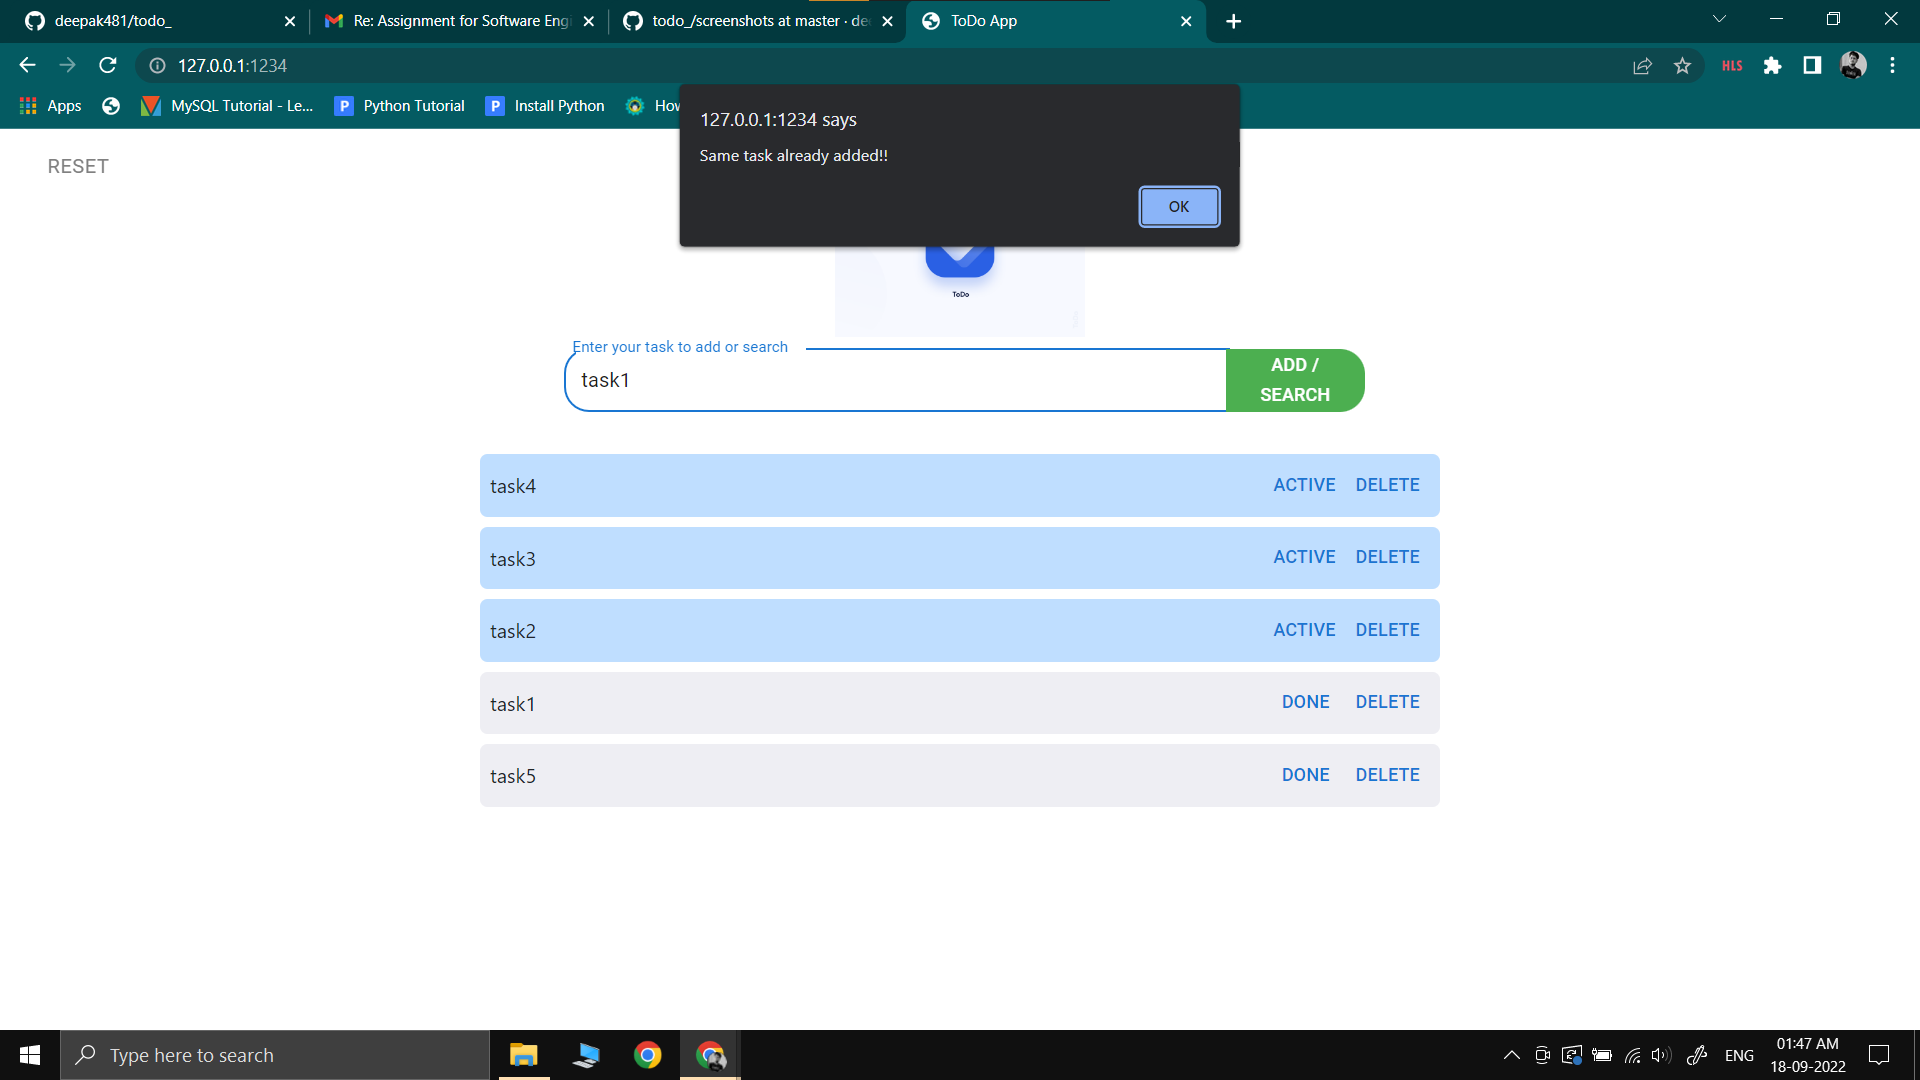 deepak481/todo_
Re: Assignment for Software Engi
todo_/screenshots at master · de
ToDo App
127.0.0.1:1234
HLS
Apps
MySQL Tutorial - Le...
Python Tutorial
Install Python
How
127.0.0.1:1234 says
Same task already added!!
OK
RESET
ToDo
Enter your task to add or search
task1
ADD /
SEARCH
task4 ACTIVE DELETE
task3 ACTIVE DELETE
task2 ACTIVE DELETE
task1 DONE DELETE
task5 DONE DELETE
Type here to search
ENG
01:47 AM
18-09-2022